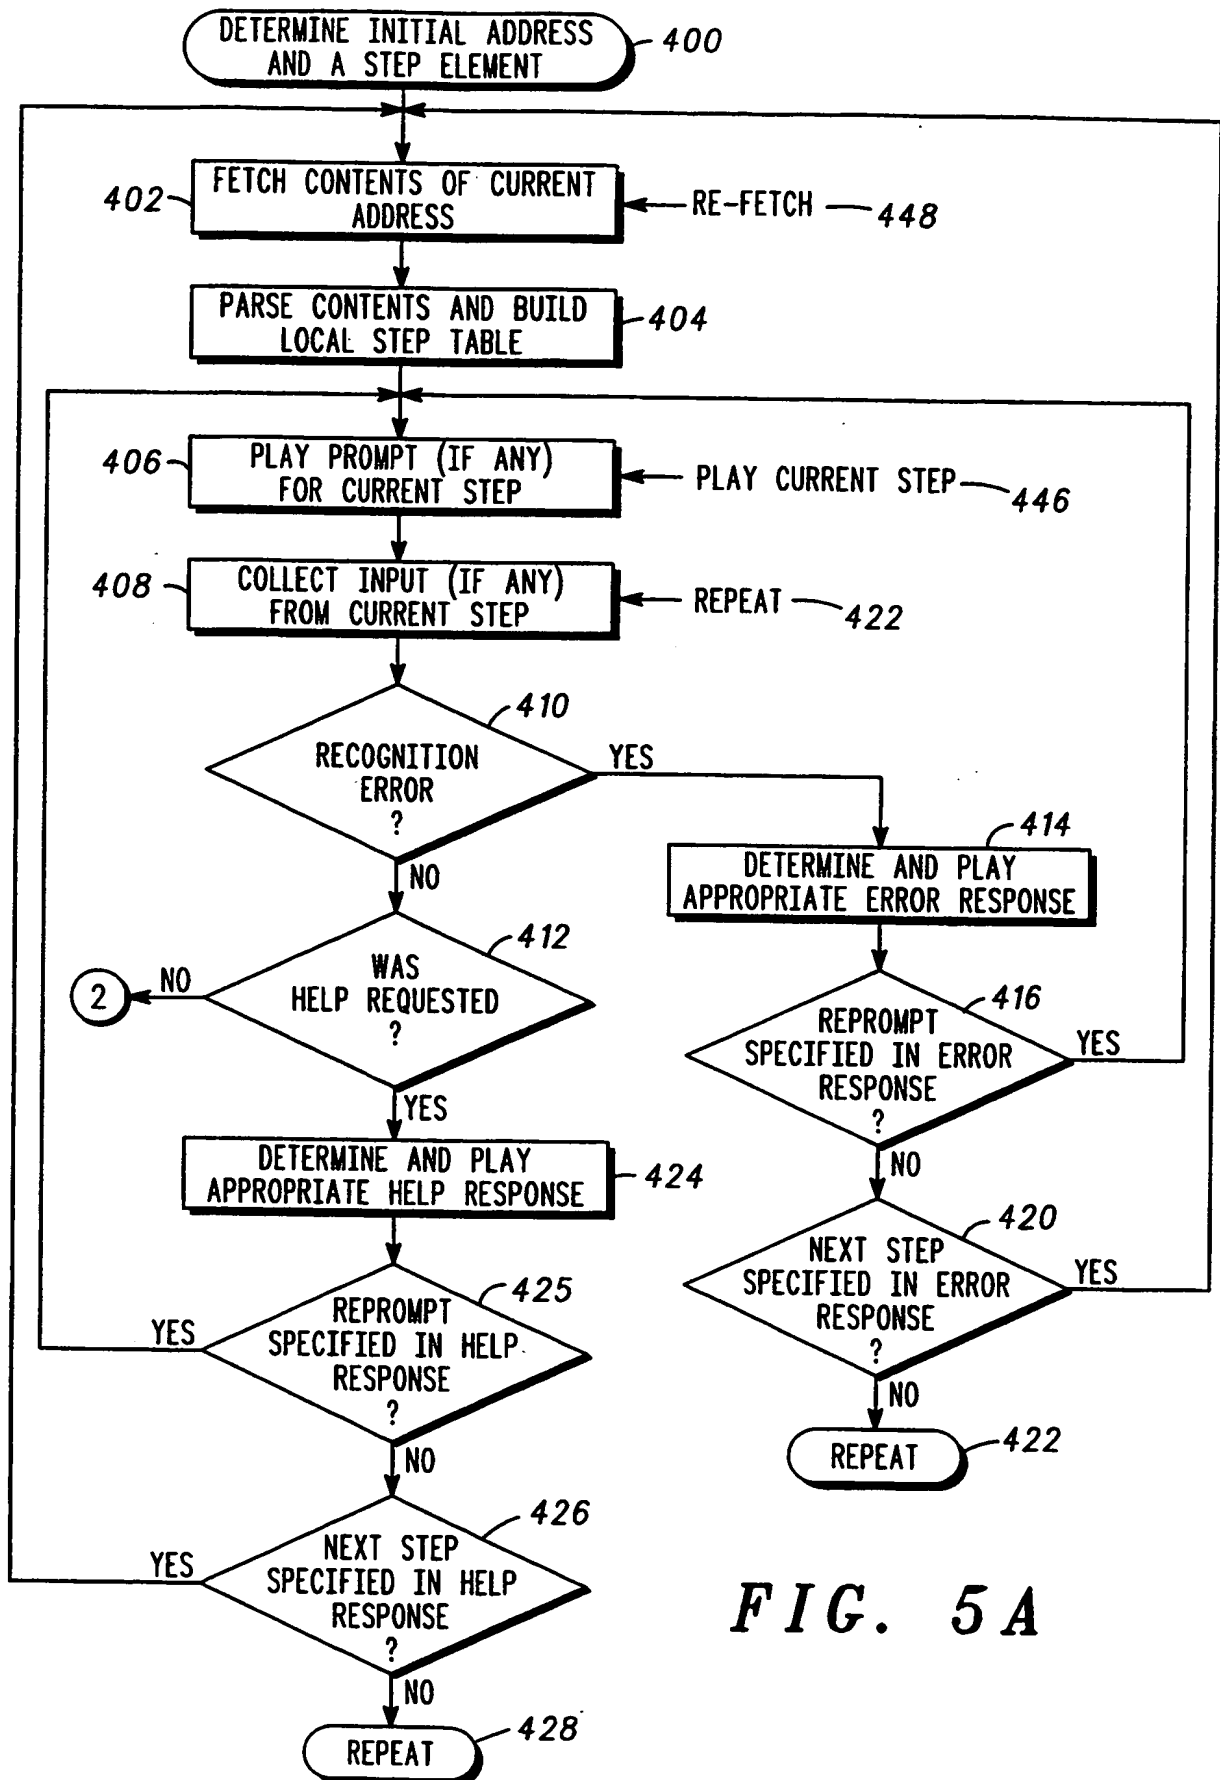 DETERMINE INITIAL ADDRESS
AND A STEP ELEMENT
400
402
FETCH CONTENTS OF CURRENT
ADDRESS
RE-FETCH
448
PARSE CONTENTS AND BUILD
LOCAL STEP TABLE
404
406
PLAY PROMPT (IF ANY)
FOR CURRENT STEP
PLAY CURRENT STEP
446
408
COLLECT INPUT (IF ANY)
FROM CURRENT STEP
REPEAT
422
410
RECOGNITION
ERROR
?
YES
NO
414
DETERMINE AND PLAY
APPROPRIATE ERROR RESPONSE
412
WAS
HELP REQUESTED
?
NO
2
YES
416
REPROMPT
SPECIFIED IN ERROR
RESPONSE
?
YES
NO
DETERMINE AND PLAY
APPROPRIATE HELP RESPONSE
424
420
NEXT STEP
SPECIFIED IN ERROR
RESPONSE
?
YES
NO
425
REPROMPT
SPECIFIED IN HELP
RESPONSE
?
YES
NO
REPEAT
422
426
NEXT STEP
SPECIFIED IN HELP
RESPONSE
?
YES
NO
REPEAT
428
FIG. 5A